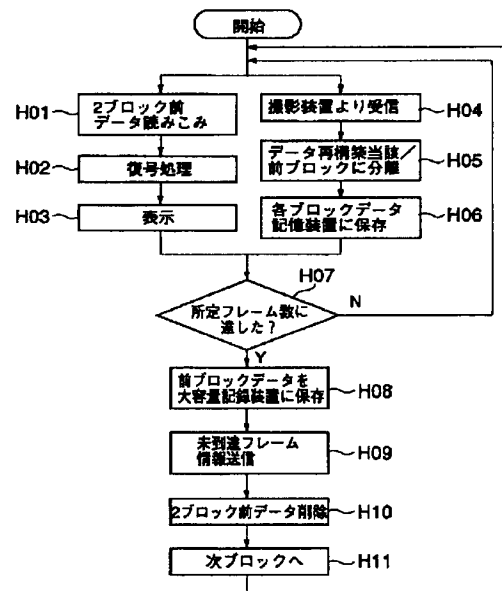 開始
H01
2ブロック前
データ読みこみ
H02
復号処理
H03
表示
撮影装置より受信
H04
データ再構築当該／
前ブロックに分離
H05
各ブロックデータ
記憶装置に保存
H06
H07
所定フレーム数に
達した？
N
Y
前ブロックデータを
大容量記録装置に保存
H08
未到達フレーム
情報送信
H09
2ブロック前データ削除
H10
次ブロックへ
H11